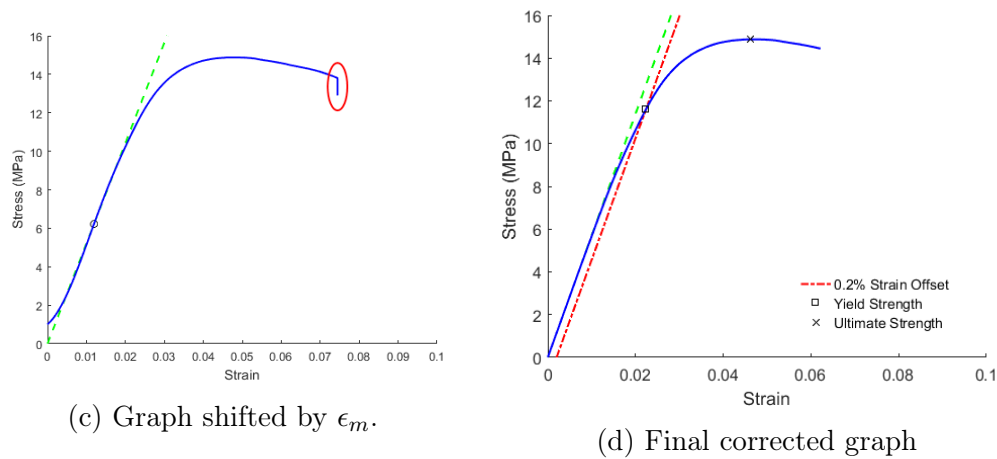 16
14
12
10
8
6
4
2
0
Stress (MPa)
0 0.01 0.02 0.03 0.04 0.05 0.06 0.07 0.08 0.09 0.1
Strain
(c) Graph shifted by ϵₘ.
16
14
12
10
8
6
4
2
0
Stress (MPa)
0.2% Strain Offset
Yield Strength
Ultimate Strength
0 0.02 0.04 0.06 0.08 0.1
Strain
(d) Final corrected graph